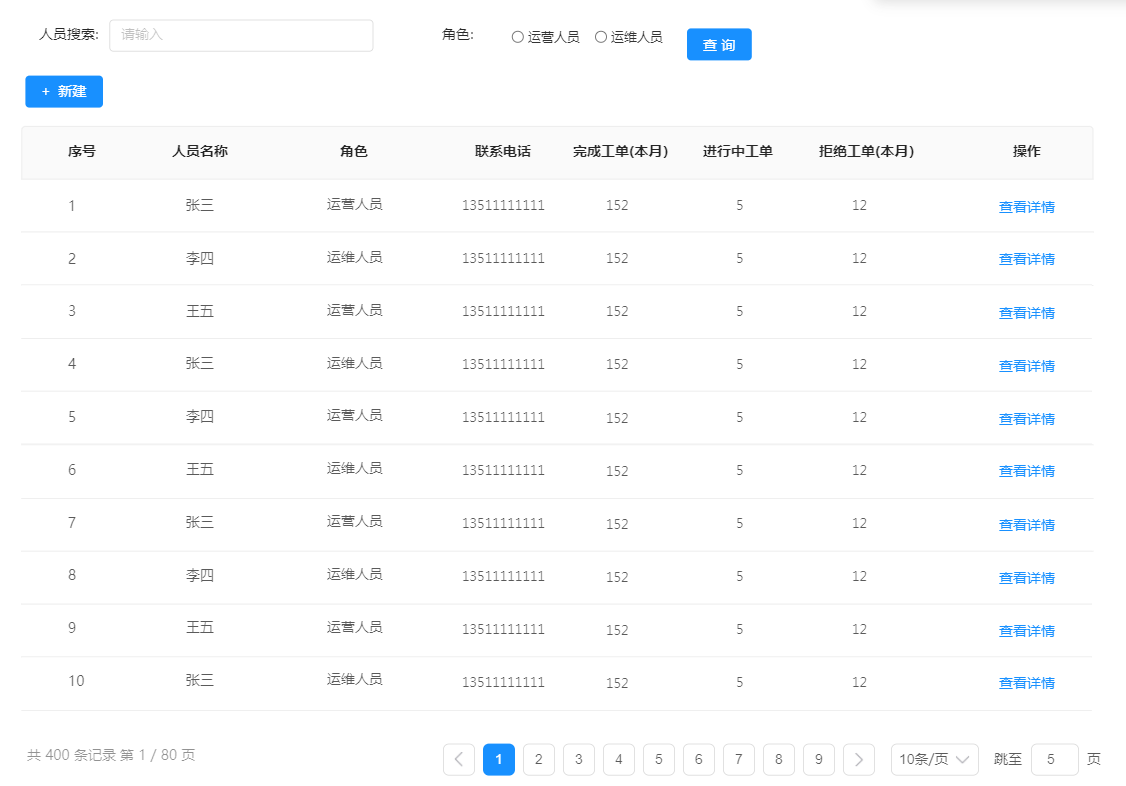 人员搜索: 请输入 角色: 运营人员 运维人员 查 询
+ 新建
序号 人员名称 角色 联系电话 完成工单(本月) 进行中工单 拒绝工单(本月) 操作
1 张三 运营人员 13511111111 152 5 12 查看详情
2 李四 运维人员 13511111111 152 5 12 查看详情
3 王五 运营人员 13511111111 152 5 12 查看详情
4 张三 运维人员 13511111111 152 5 12 查看详情
5 李四 运营人员 13511111111 152 5 12 查看详情
6 王五 运维人员 13511111111 152 5 12 查看详情
7 张三 运营人员 13511111111 152 5 12 查看详情
8 李四 运维人员 13511111111 152 5 12 查看详情
9 王五 运营人员 13511111111 152 5 12 查看详情
10 张三 运维人员 13511111111 152 5 12 查看详情
共 400 条记录 第 1 / 80 页 1 2 3 4 5 6 7 8 9 10条/页 跳至 5 页